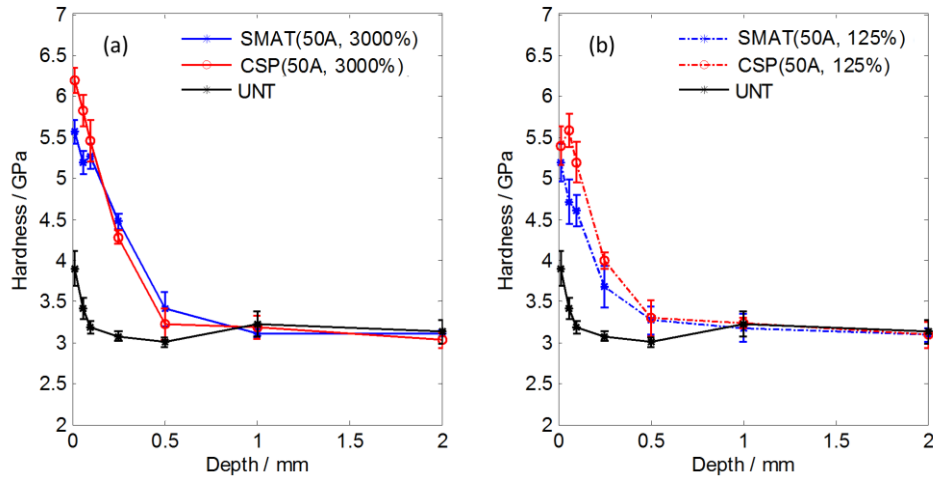 (a)
SMAT(50A, 3000%)
CSP(50A, 3000%)
UNT
7
6.5
6
5.5
5
4.5
4
3.5
3
2.5
2
Hardness / GPa
0
0.5
1
1.5
2
Depth / mm
(b)
SMAT(50A, 125%)
CSP(50A, 125%)
UNT
7
6.5
6
5.5
5
4.5
4
3.5
3
2.5
2
Hardness / GPa
0
0.5
1
1.5
2
Depth / mm